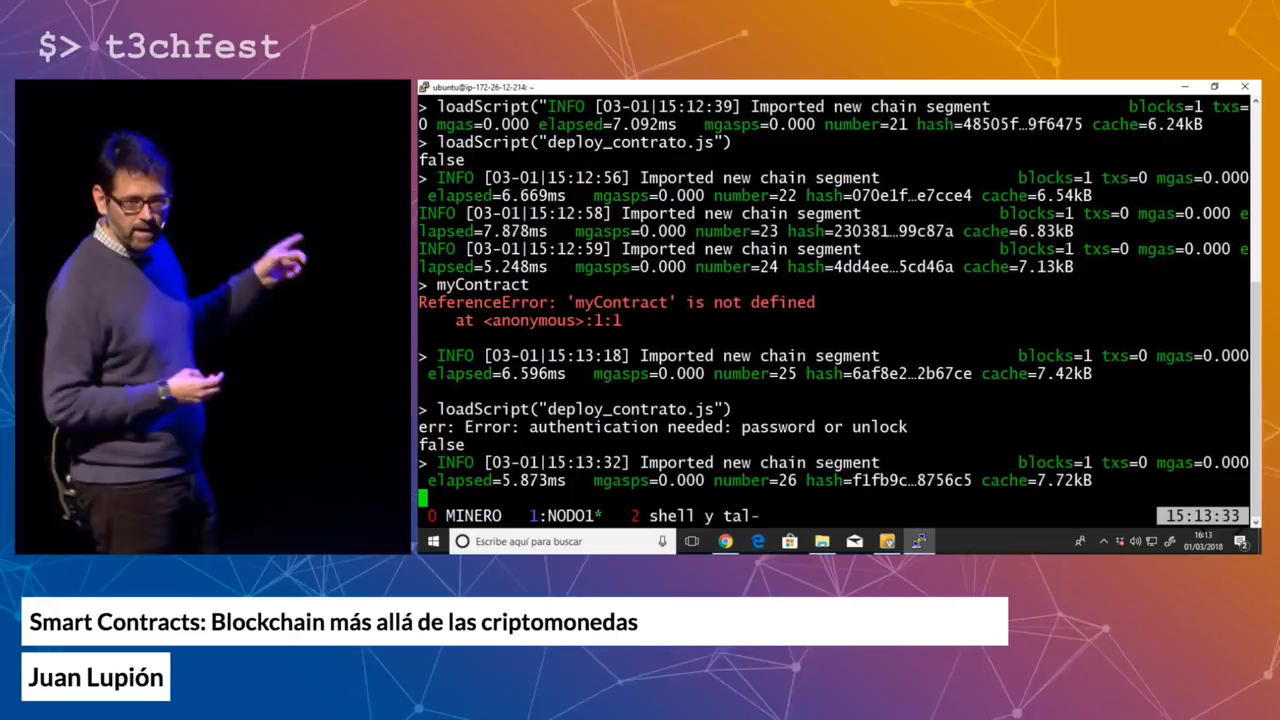 $> t3chfest
ubuntu@ip-172-26-12-214: ~
> loadScript("INFO [03-01|15:12:39] Imported new chain segment blocks=1 txs=
0 mgas=0.000 elapsed=7.092ms mgasps=0.000 number=21 hash=48505f…9f6475 cache=6.24kB
> loadScript("deploy_contrato.js")
false
> INFO [03-01|15:12:56] Imported new chain segment blocks=1 txs=0 mgas=0.000
elapsed=6.669ms mgasps=0.000 number=22 hash=070e1f…e7cce4 cache=6.54kB
INFO [03-01|15:12:58] Imported new chain segment blocks=1 txs=0 mgas=0.000 e
lapsed=7.878ms mgasps=0.000 number=23 hash=230381…99c87a cache=6.83kB
INFO [03-01|15:12:59] Imported new chain segment blocks=1 txs=0 mgas=0.000 e
lapsed=5.248ms mgasps=0.000 number=24 hash=4dd4ee…5cd46a cache=7.13kB
> myContract
ReferenceError: 'myContract' is not defined
at <anonymous>:1:1
> INFO [03-01|15:13:18] Imported new chain segment blocks=1 txs=0 mgas=0.000
elapsed=6.596ms mgasps=0.000 number=25 hash=6af8e2…2b67ce cache=7.42kB
> loadScript("deploy_contrato.js")
err: Error: authentication needed: password or unlock
false
> INFO [03-01|15:13:32] Imported new chain segment blocks=1 txs=0 mgas=0.000
elapsed=5.873ms mgasps=0.000 number=26 hash=f1fb9c…8756c5 cache=7.72kB
0 MINERO 1:NODO1* 2 shell y tal- 15:13:33
Escribe aquí para buscar
16:13
01/03/2018
2
Smart Contracts: Blockchain más allá de las criptomonedas
Juan Lupión